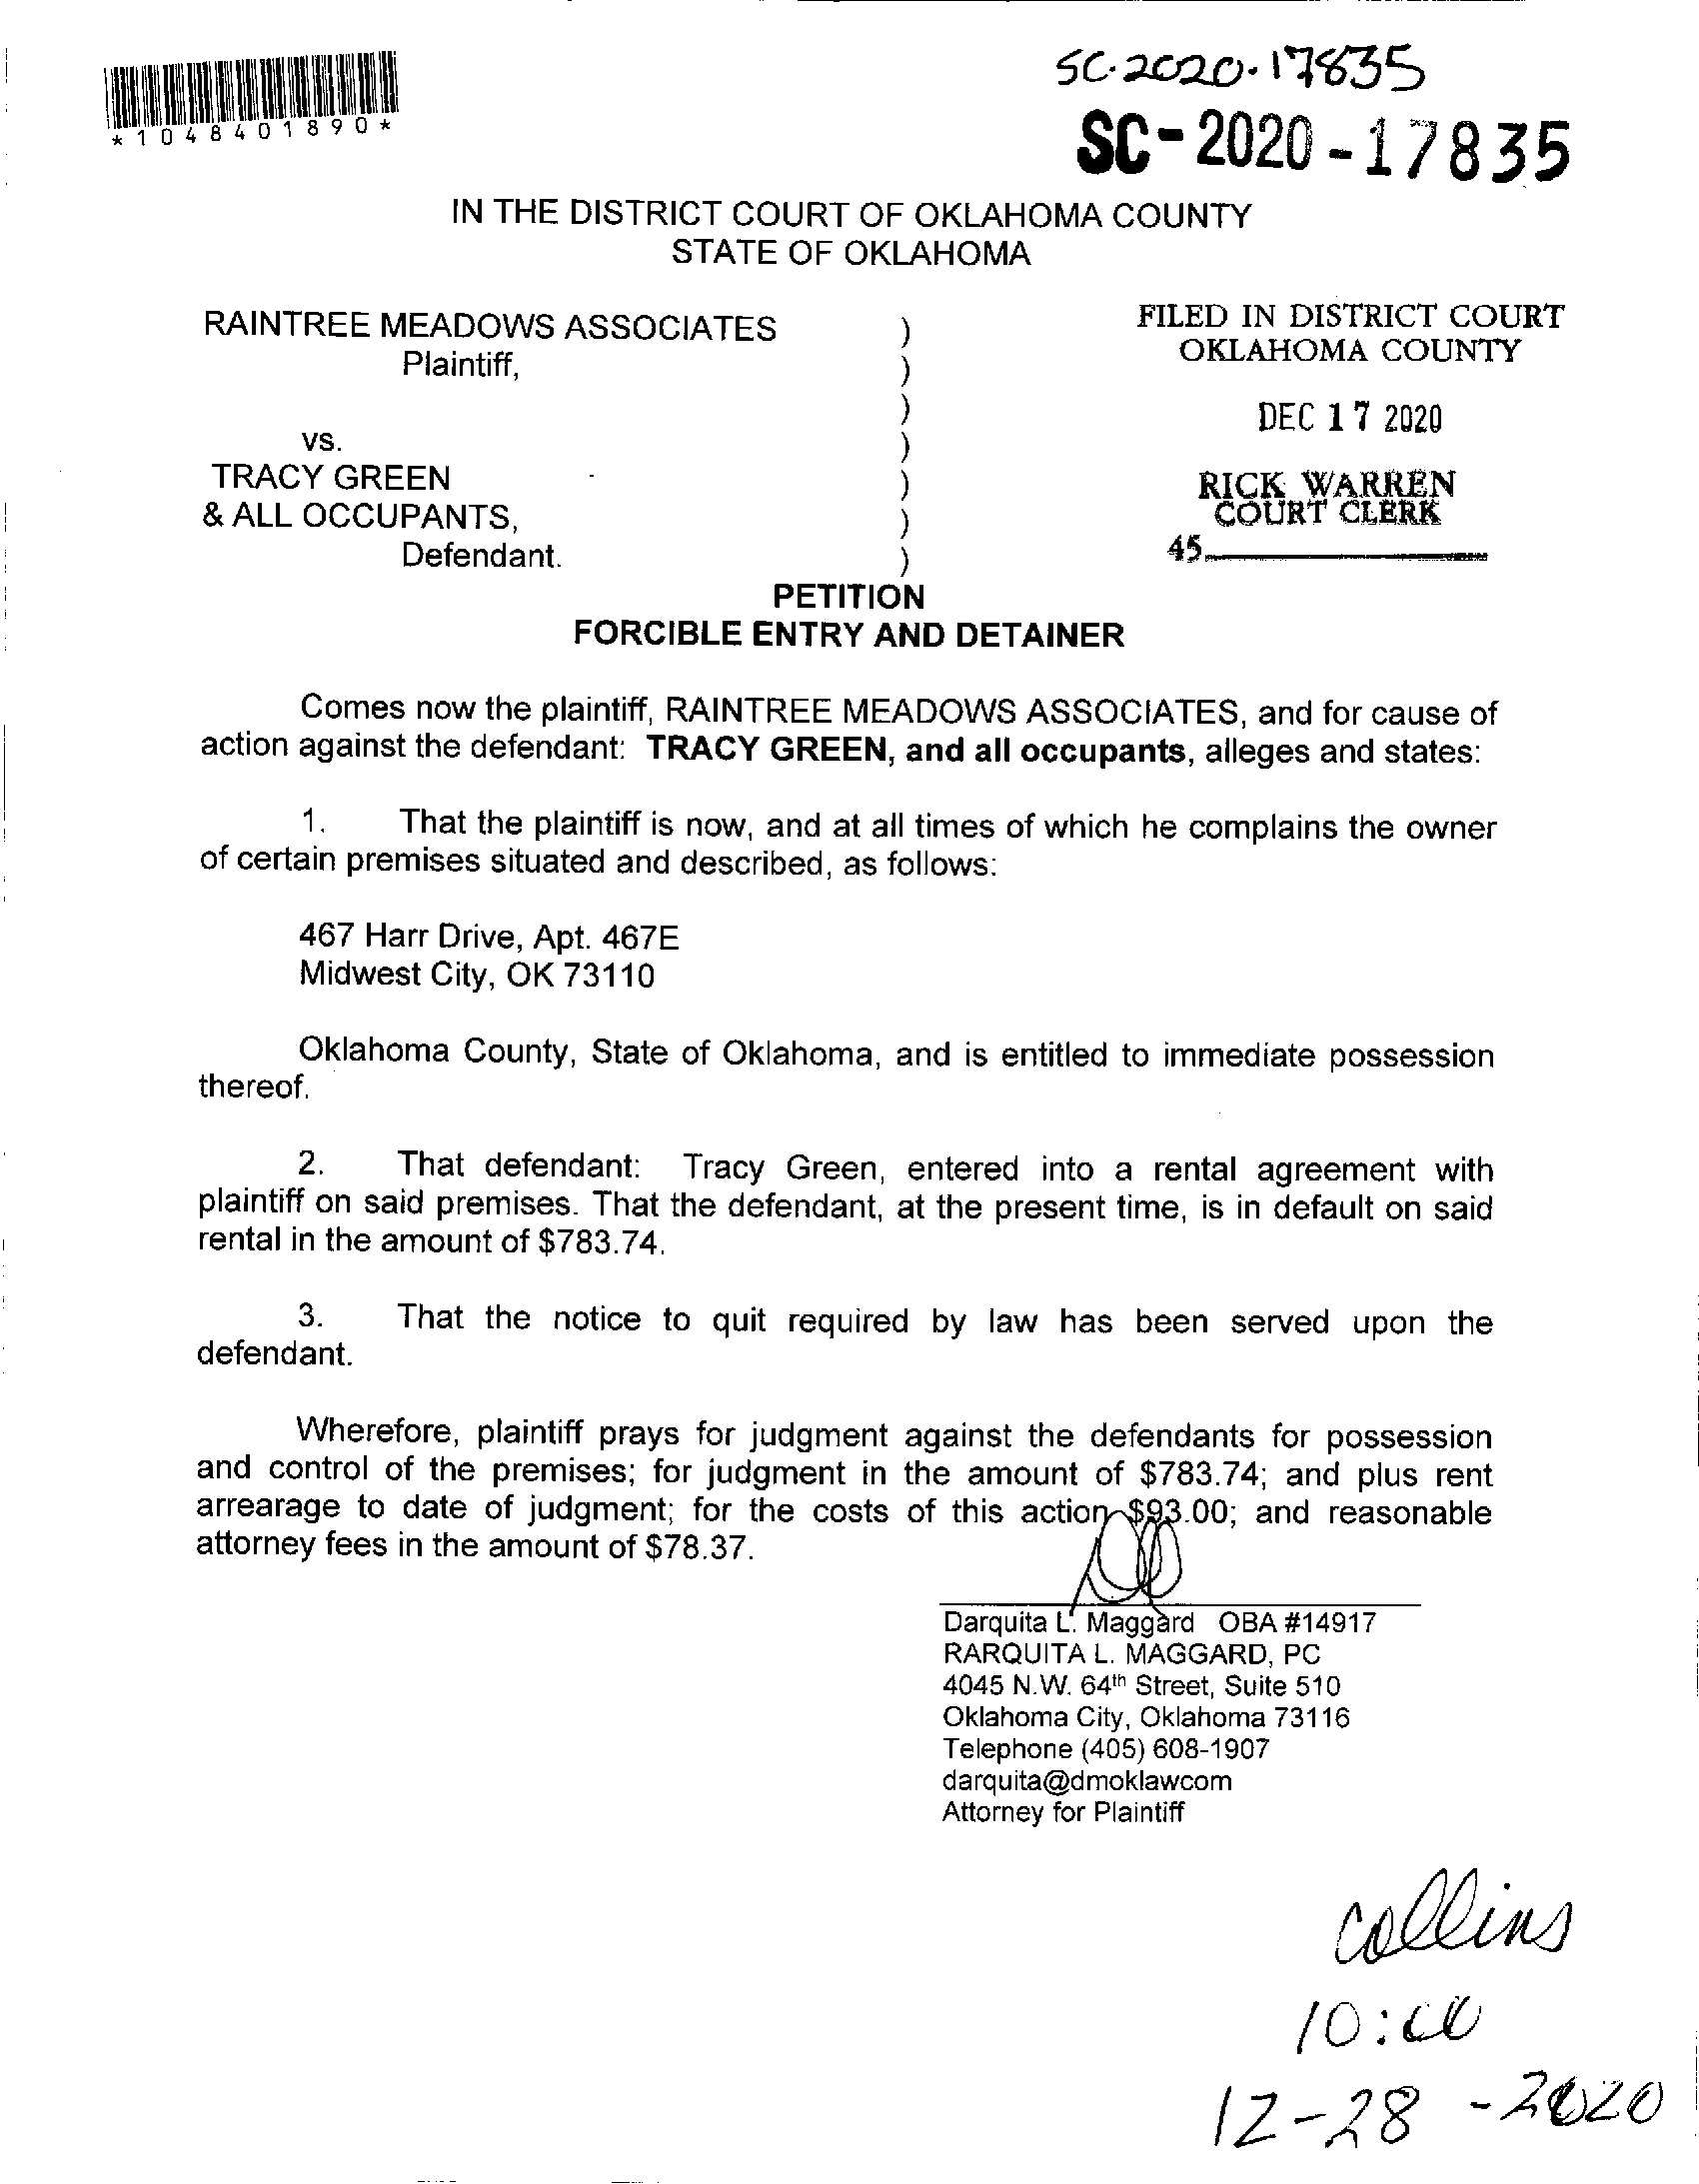 SC-2020-17835
*1048401890*
SC-2020-17835
IN THE DISTRICT COURT OF OKLAHOMA COUNTY
STATE OF OKLAHOMA
RAINTREE MEADOWS ASSOCIATES )
Plaintiff, )
)
vs. )
TRACY GREEN )
& ALL OCCUPANTS, )
Defendant. )
FILED IN DISTRICT COURT
OKLAHOMA COUNTY
DEC 17 2020
RICK WARREN
COURT CLERK
45
PETITION
FORCIBLE ENTRY AND DETAINER
Comes now the plaintiff, RAINTREE MEADOWS ASSOCIATES, and for cause of
action against the defendant: TRACY GREEN, and all occupants, alleges and states:
1. That the plaintiff is now, and at all times of which he complains the owner
of certain premises situated and described, as follows:
467 Harr Drive, Apt. 467E
Midwest City, OK 73110
Oklahoma County, State of Oklahoma, and is entitled to immediate possession
thereof.
2. That defendant: Tracy Green, entered into a rental agreement with
plaintiff on said premises. That the defendant, at the present time, is in default on said
rental in the amount of $783.74.
3. That the notice to quit required by law has been served upon the
defendant.
Wherefore, plaintiff prays for judgment against the defendants for possession
and control of the premises; for judgment in the amount of $783.74; and plus rent
arrearage to date of judgment; for the costs of this action $93.00; and reasonable
attorney fees in the amount of $78.37.
Darquita L. Maggard OBA #14917
RARQUITA L. MAGGARD, PC
4045 N.W. 64th Street, Suite 510
Oklahoma City, Oklahoma 73116
Telephone (405) 608-1907
darquita@dmoklawcom
Attorney for Plaintiff
collins
10:00
12-28-2020